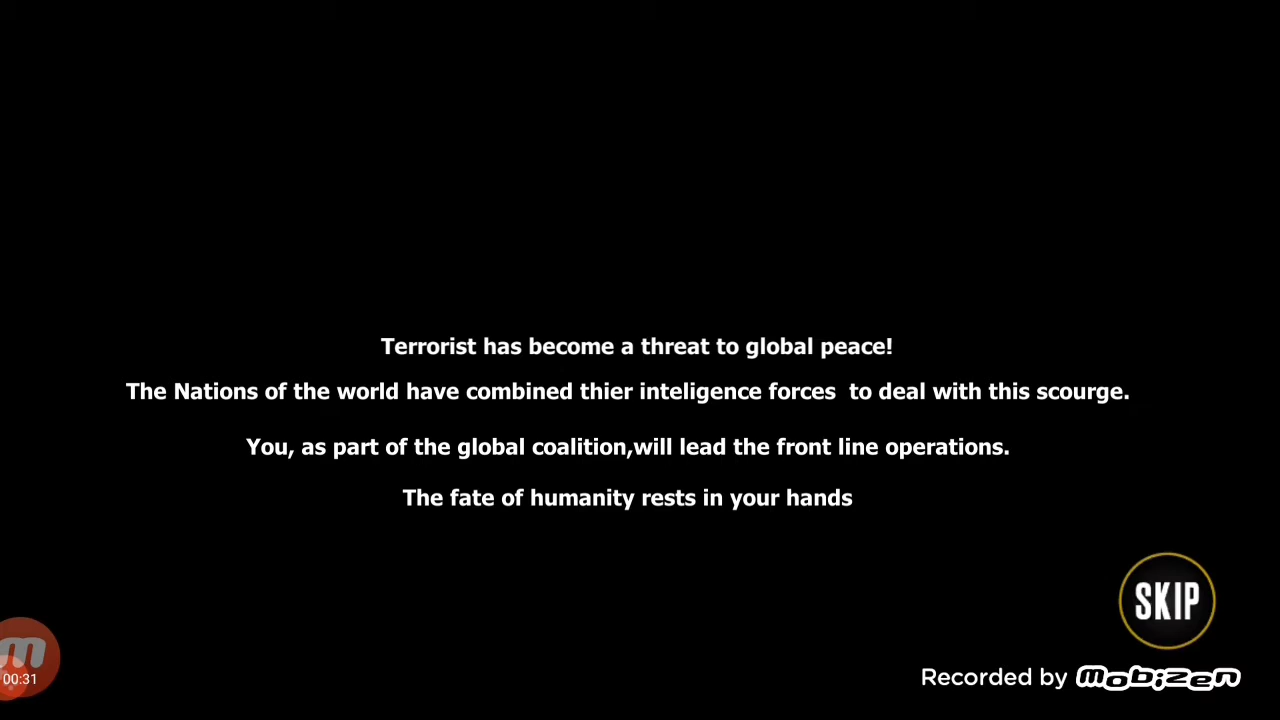 Terrorist has become a threat to global peace!
The Nations of the world have combined thier inteligence forces  to deal with this scourge.
You, as part of the global coalition,will lead the front line operations.
The fate of humanity rests in your hands
SKIP
m
00:31
Recorded by mobizen